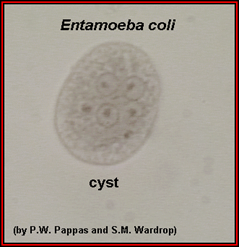 Entamoeba coli
cyst
(by P.W. Pappas and S.M. Wardrop)